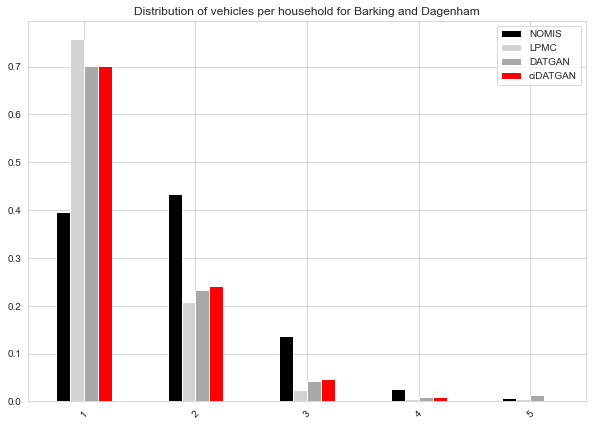 Distribution of vehicles per household for Barking and Dagenham
NOMIS
LPMC
DATGAN
ciDATGAN
0.7
0.6
0.5
0.4
0.3
0.2
0.1
0.0
1
2
3
4
5